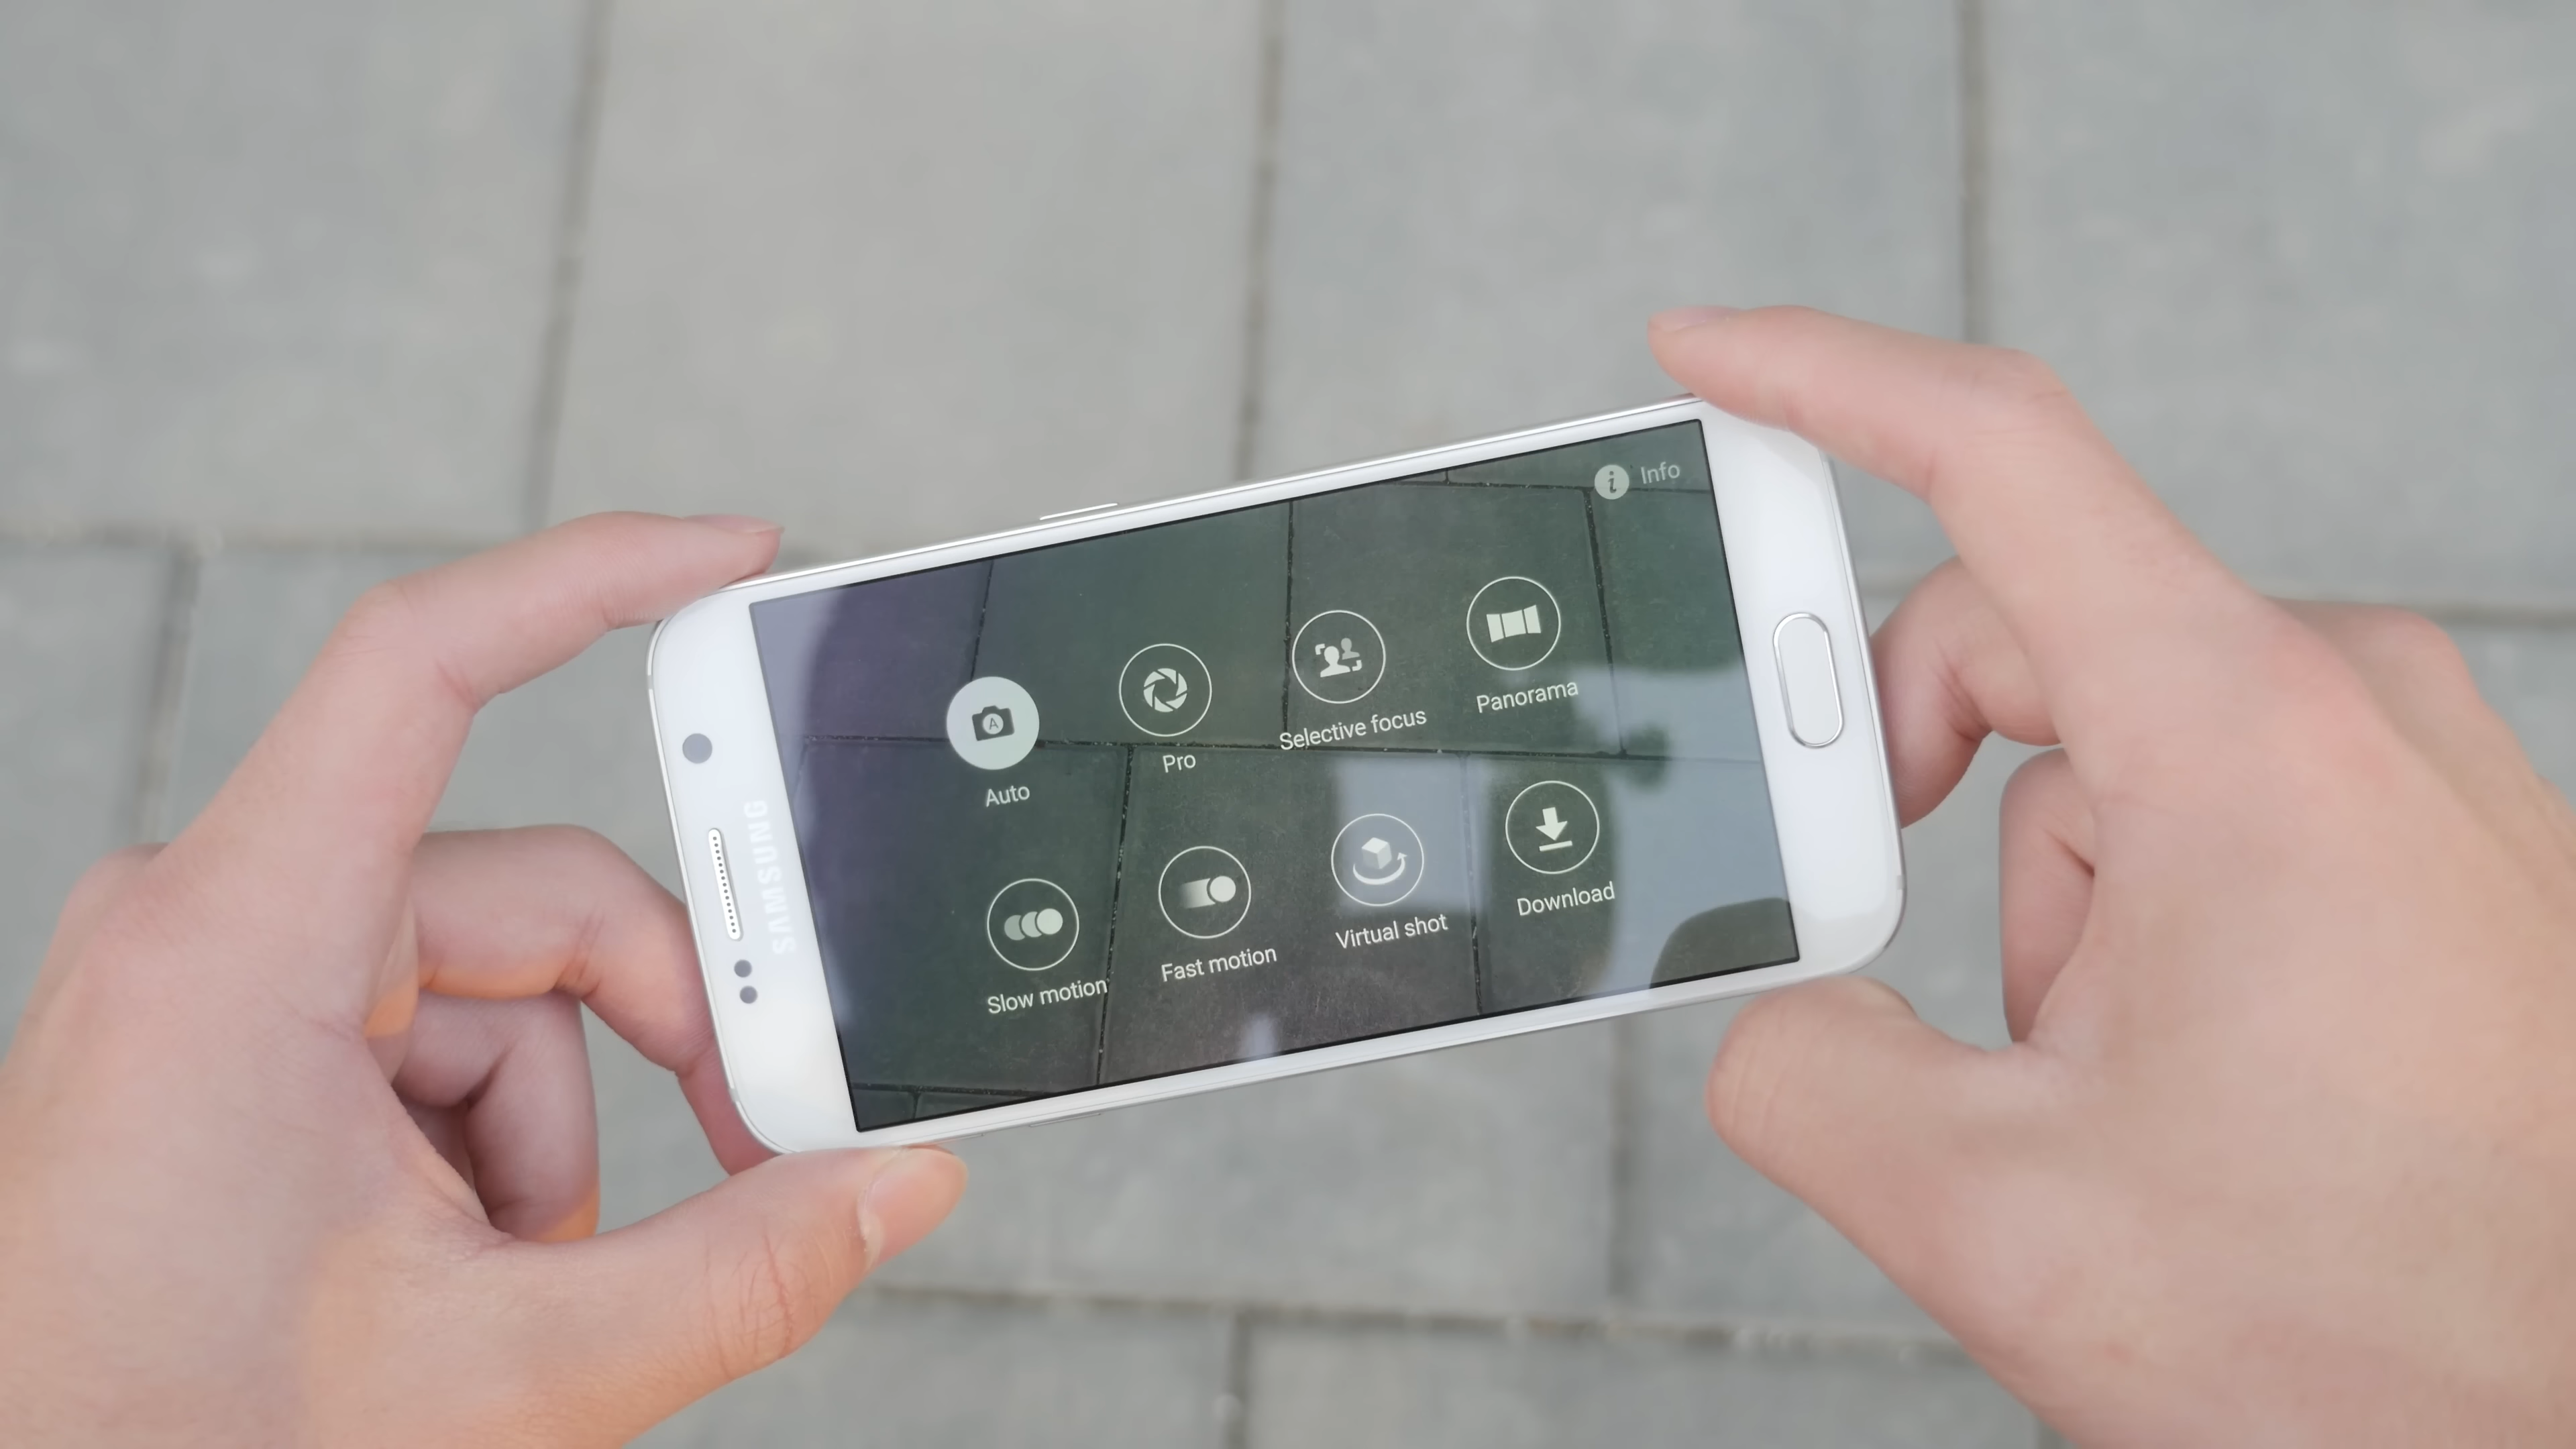 Info
Auto
Pro
Selective focus
Panorama
Slow motion
Fast motion
Virtual shot
Download
SAMSUNG